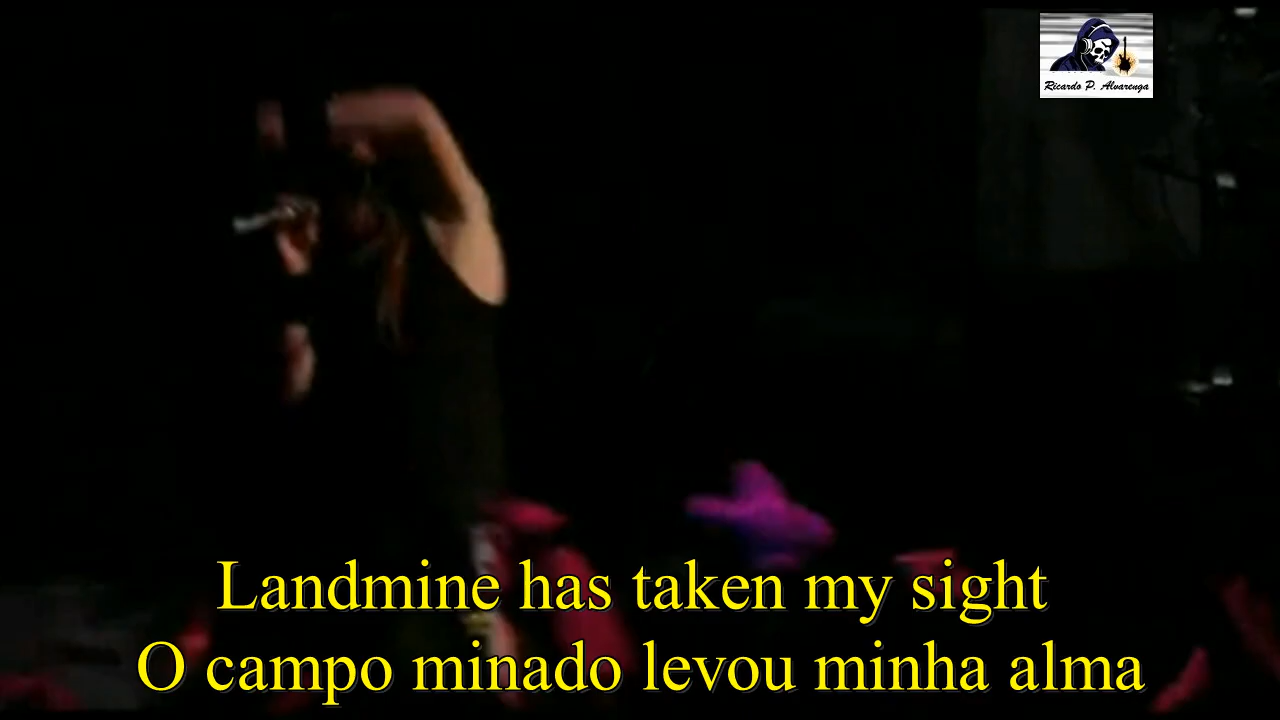 Ricardo P. Alvarenga
Landmine has taken my sight
O campo minado levou minha alma